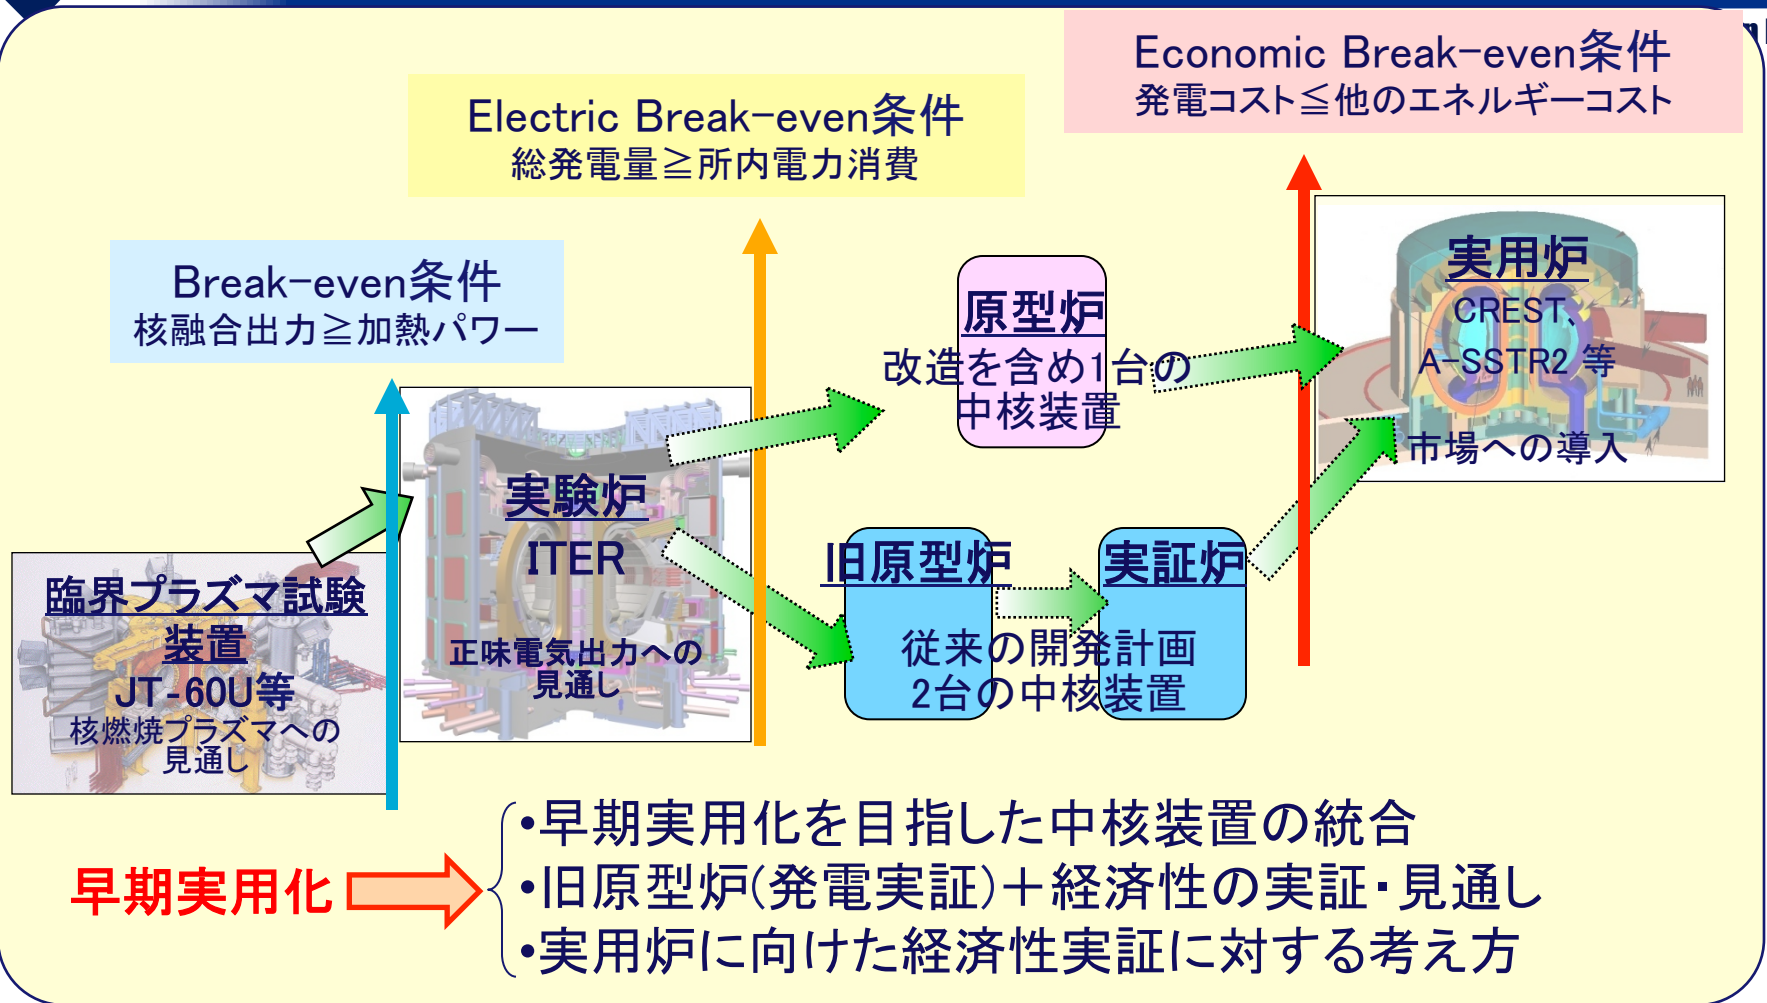 Economic Break-even条件
発電コスト≦他のエネルギーコスト
Electric Break-even条件
総発電量≧所内電力消費
Break-even条件
核融合出力≧加熱パワー
臨界プラズマ試験
装置
JT-60U等
核燃焼プラズマへの
見通し
実験炉
ITER
正味電気出力への
見通し
原型炉
改造を含め1台の
中核装置
旧原型炉
実証炉
従来の開発計画
2台の中核装置
実用炉
CREST、
A-SSTR2 等
市場への導入
早期実用化
•早期実用化を目指した中核装置の統合
•旧原型炉(発電実証)＋経済性の実証・見通し
•実用炉に向けた経済性実証に対する考え方